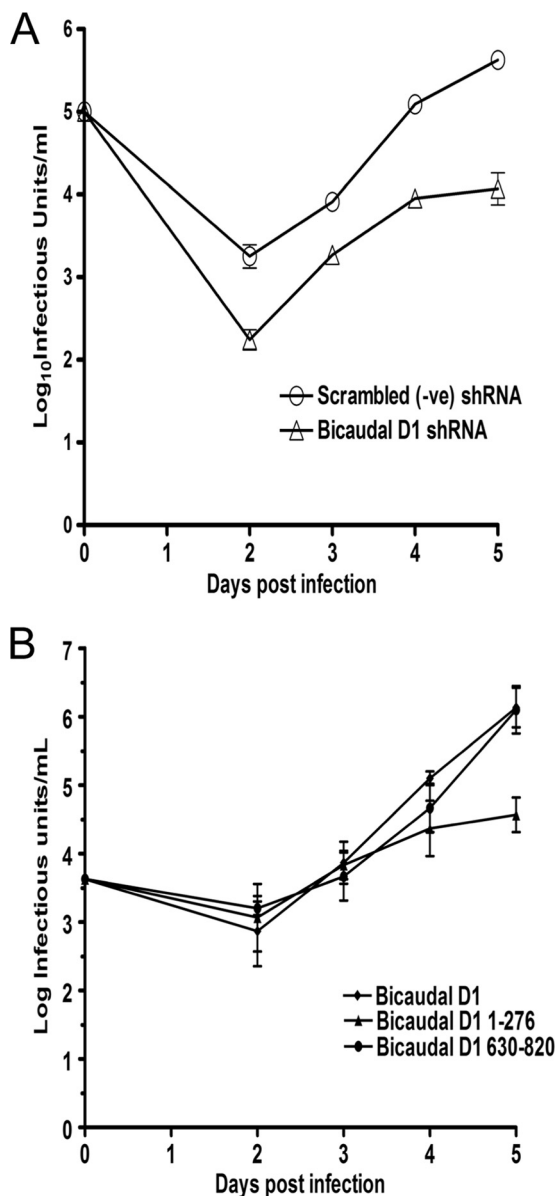 A
Log10Infectious Units/ml
6
5
4
3
2
1
0
Scrambled (-ve) shRNA
Bicaudal D1 shRNA
0 1 2 3 4 5
Days post infection
B
Log Infectious units/mL
7
6
5
4
3
2
1
0
Bicaudal D1
Bicaudal D1 1-276
Bicaudal D1 630-820
0 1 2 3 4 5
Days post infection